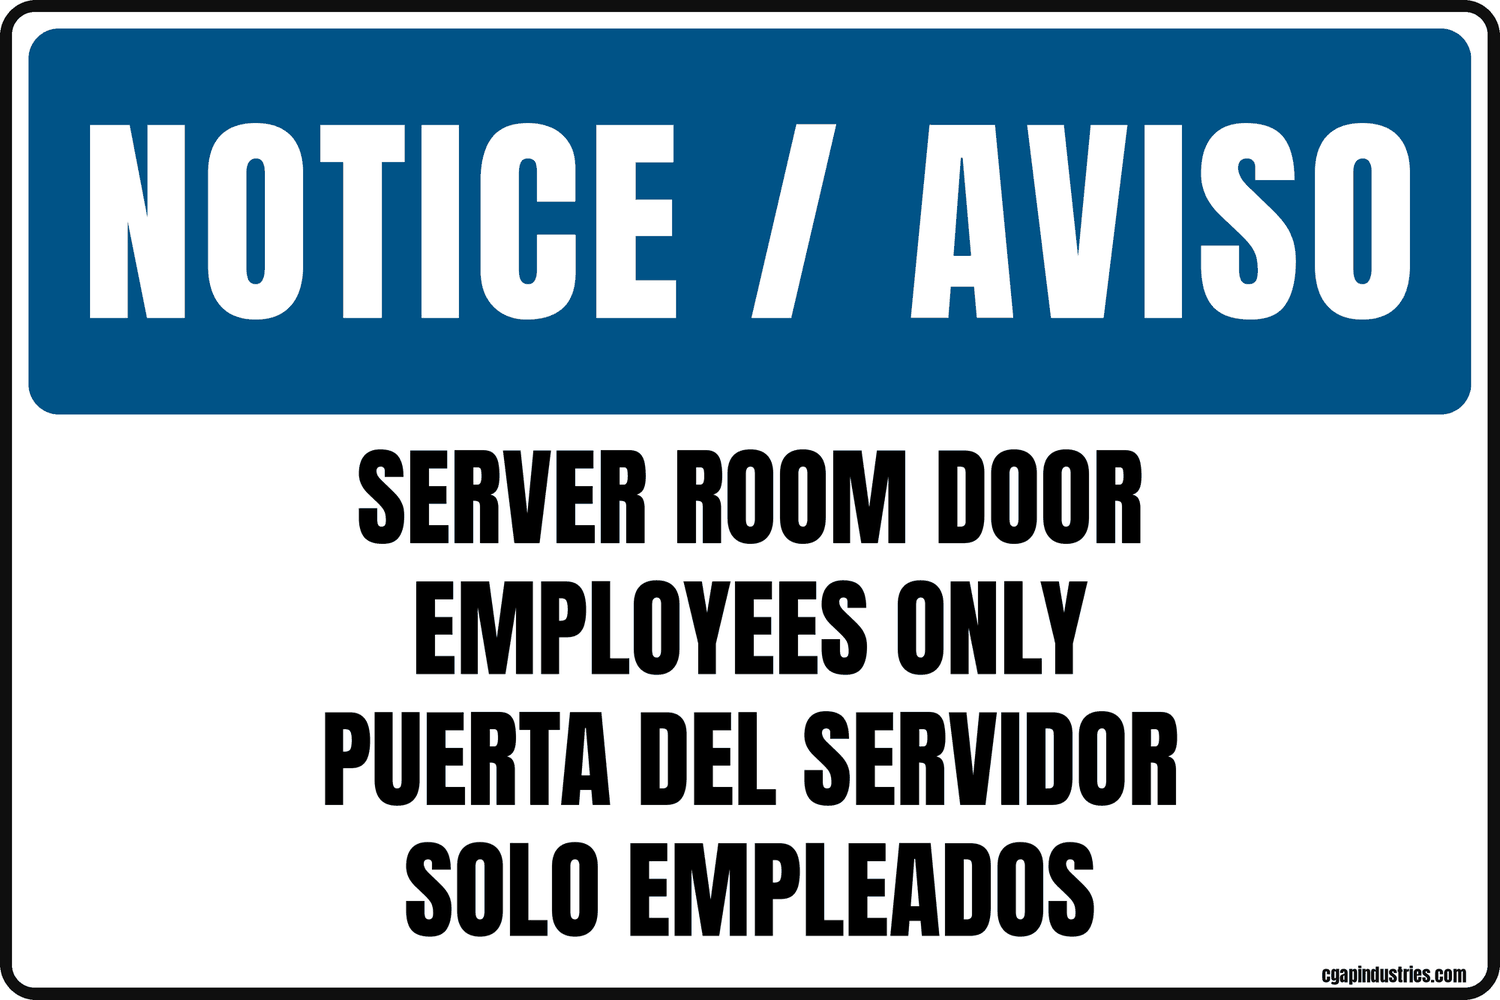 NOTICE / AVISO
SERVER ROOM DOOR
EMPLOYEES ONLY
PUERTA DEL SERVIDOR
SOLO EMPLEADOS
cgapindustries.com